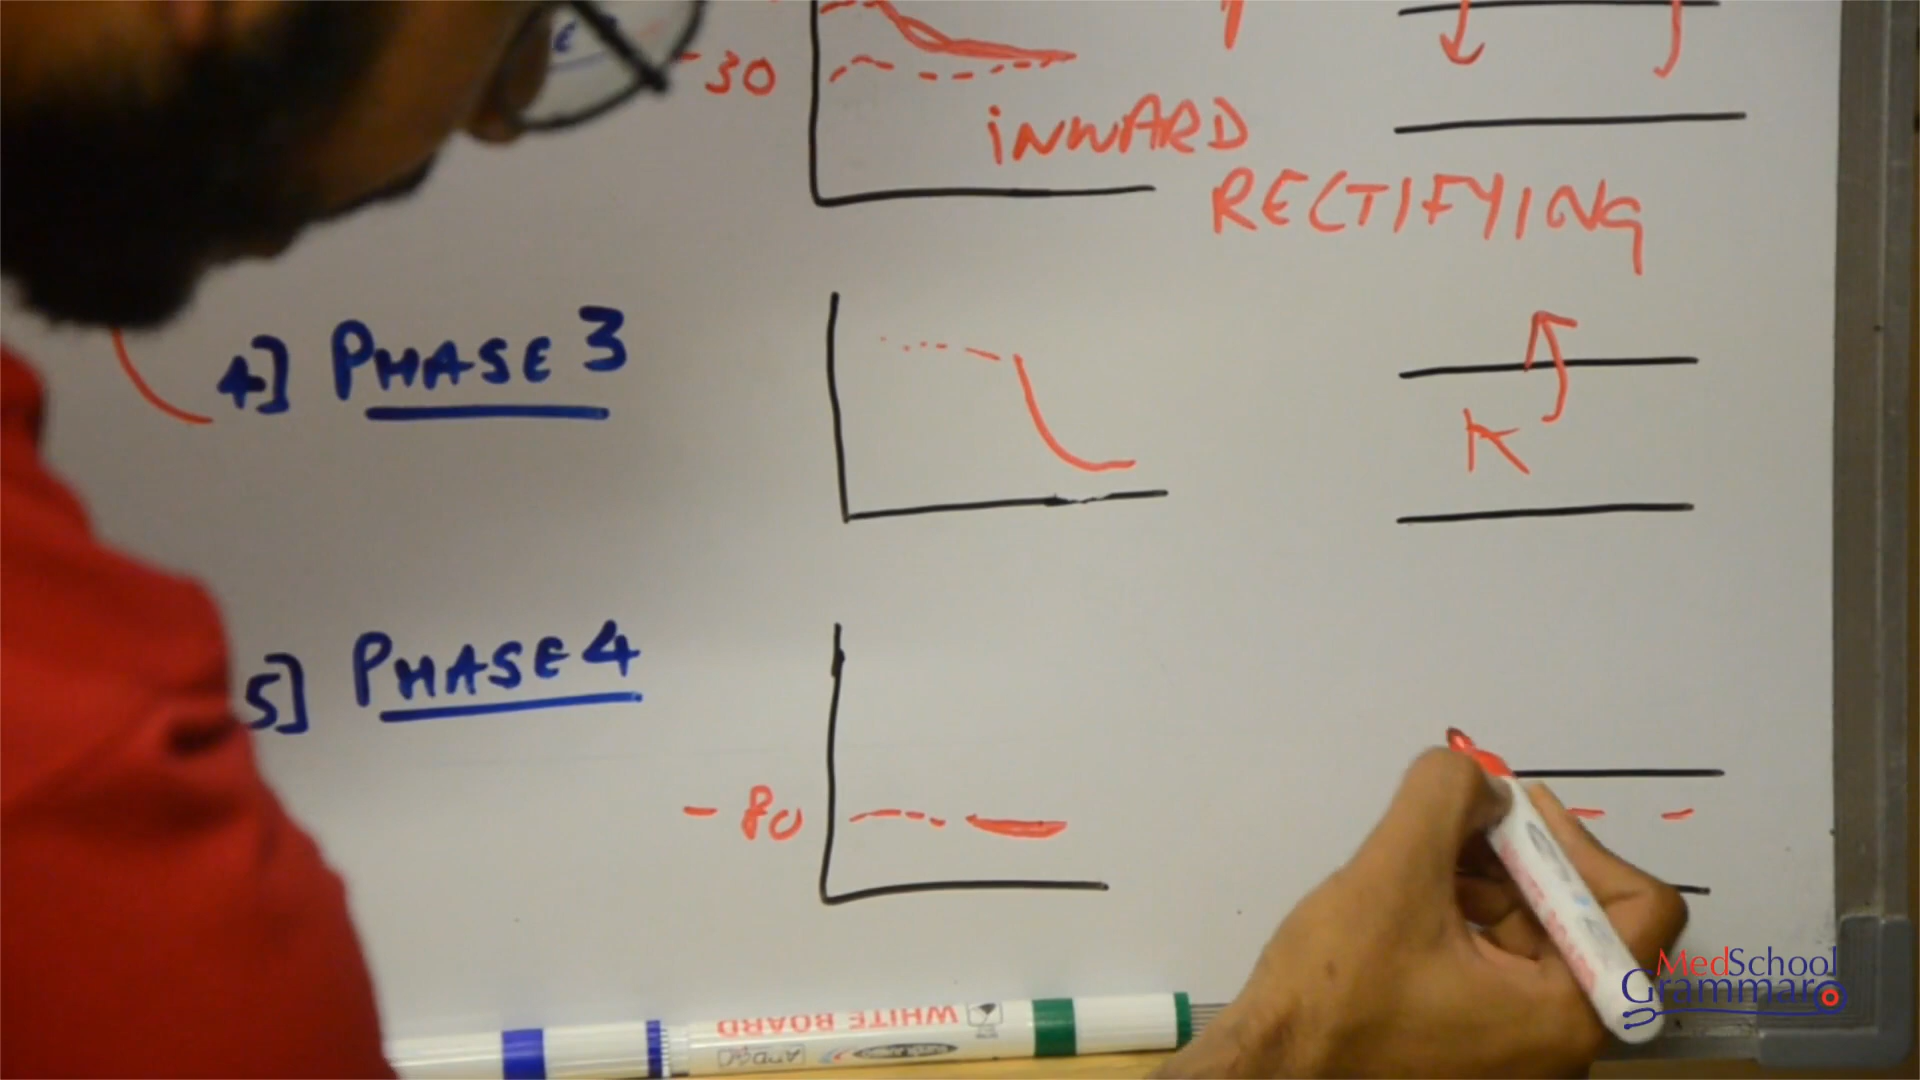 - 30
INWARD
RECTIFYING
4] PHASE 3
K
5] PHASE 4
- 80
WHITE BOARD
MedSchool
Grammar